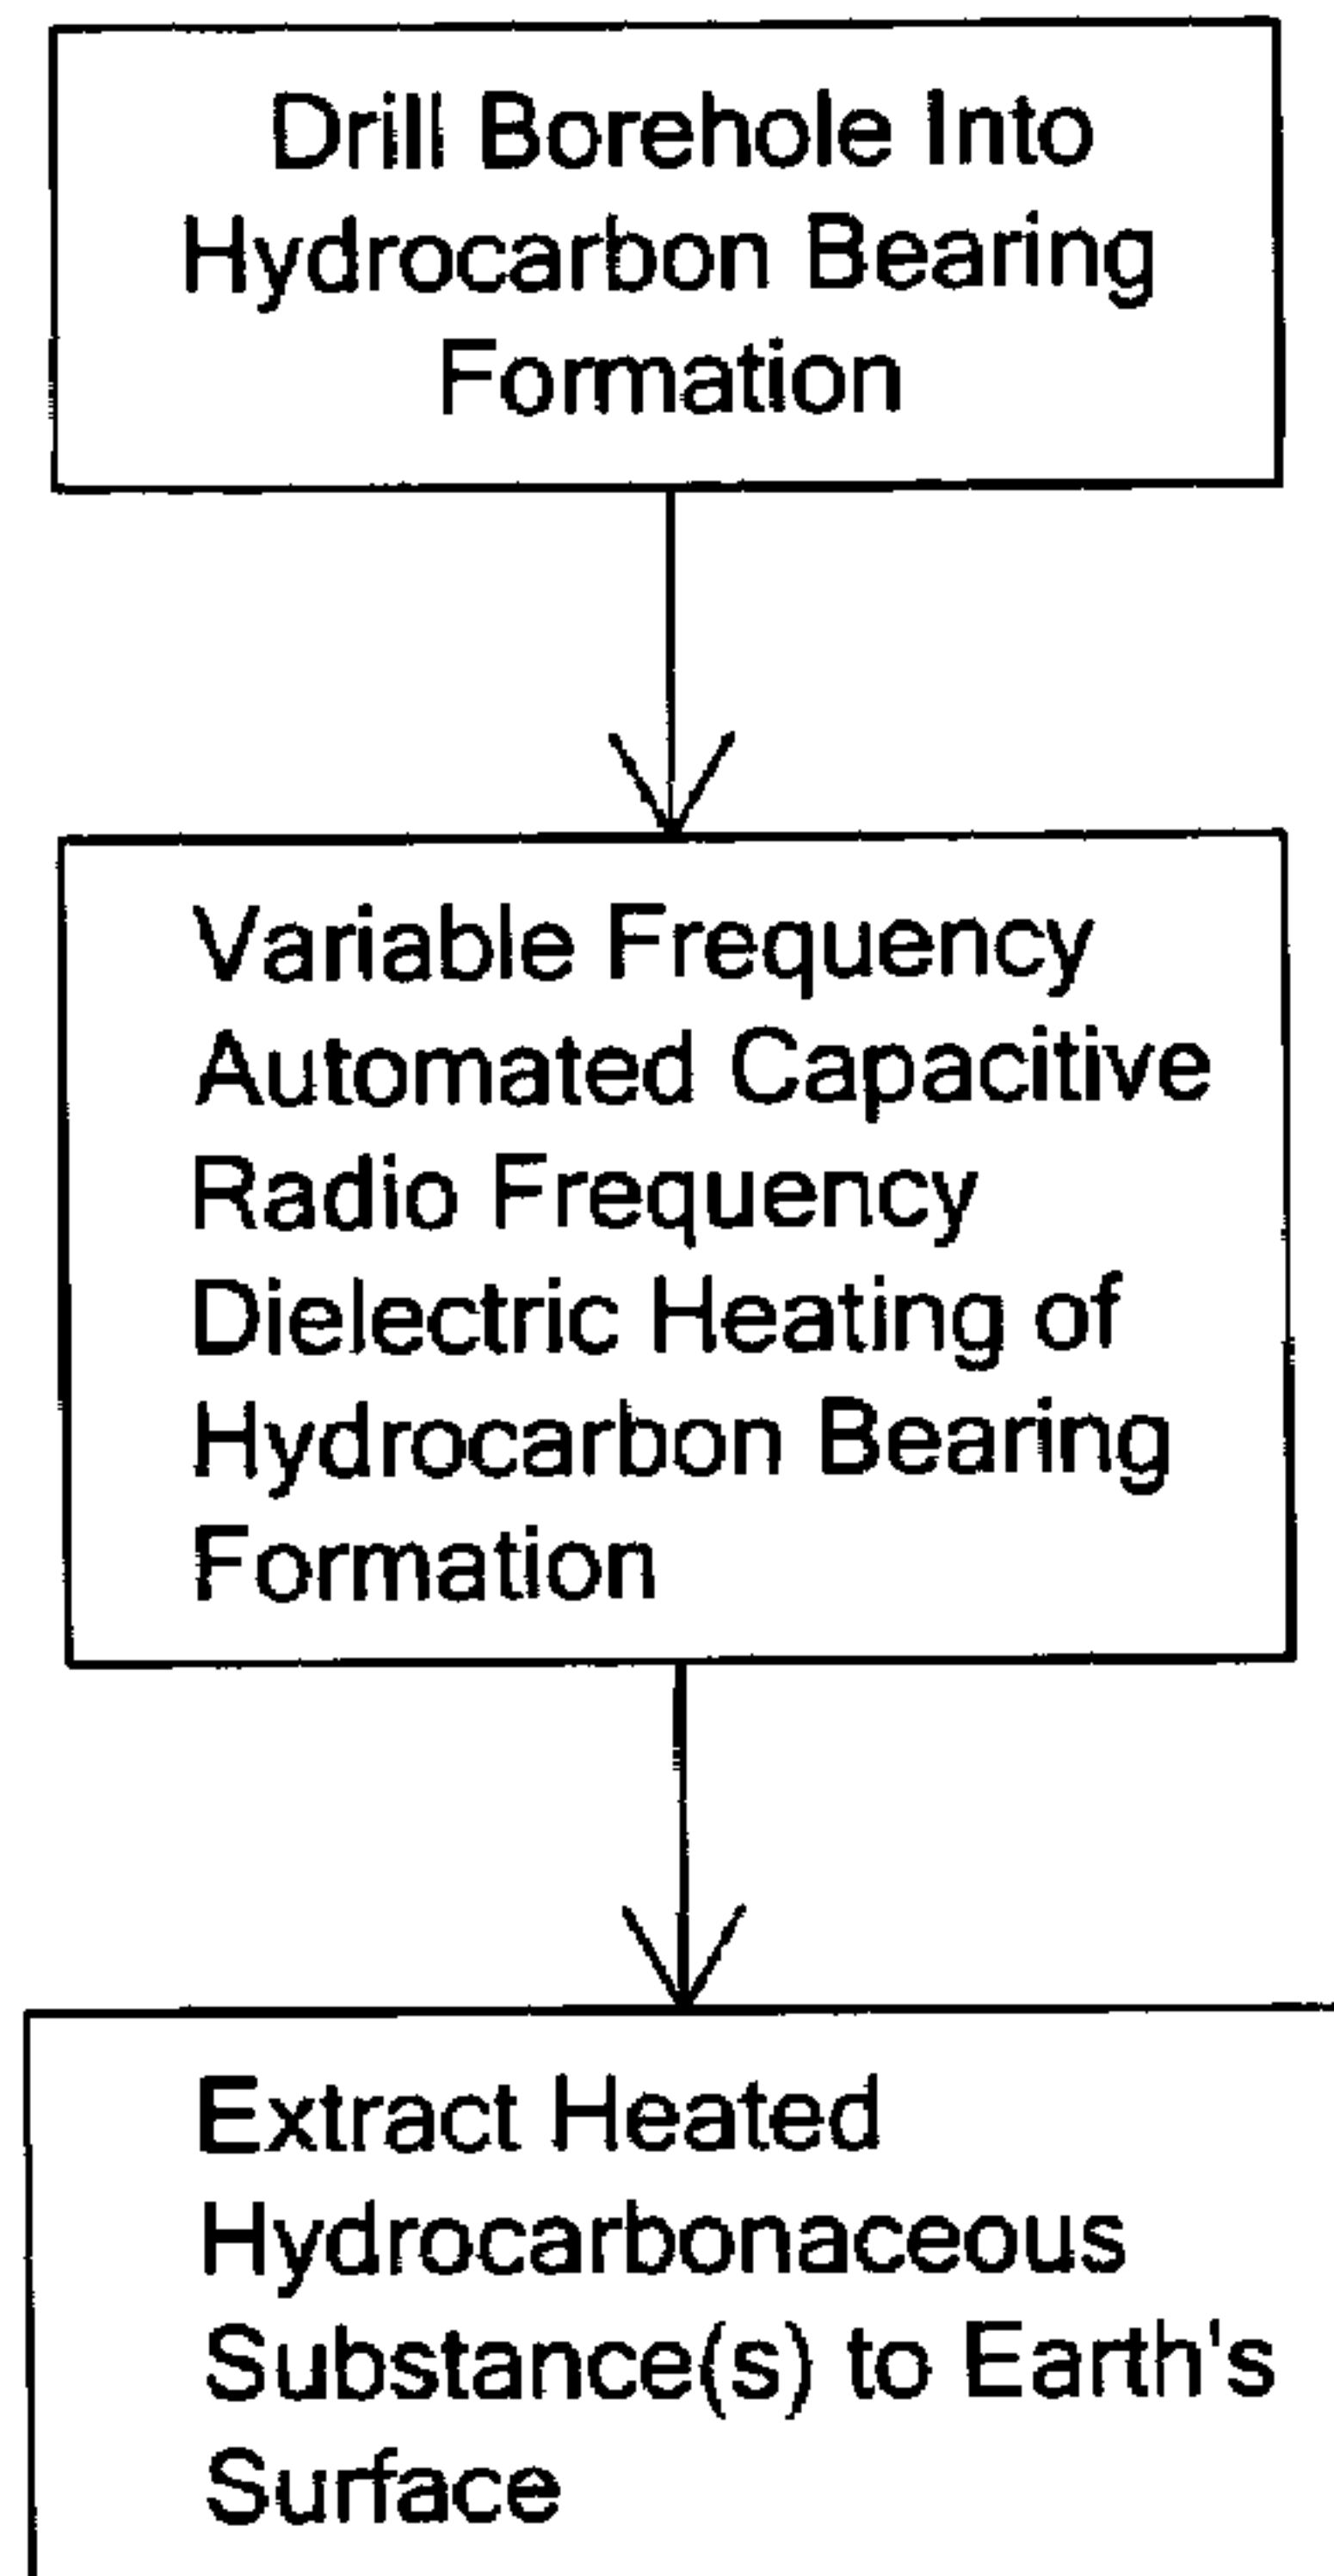 Drill Borehole Into
Hydrocarbon Bearing
Formation
Variable Frequency
Automated Capacitive
Radio Frequency
Dielectric Heating of
Hydrocarbon Bearing
Formation
Extract Heated
Hydrocarbonaceous
Substance(s) to Earth's
Surface